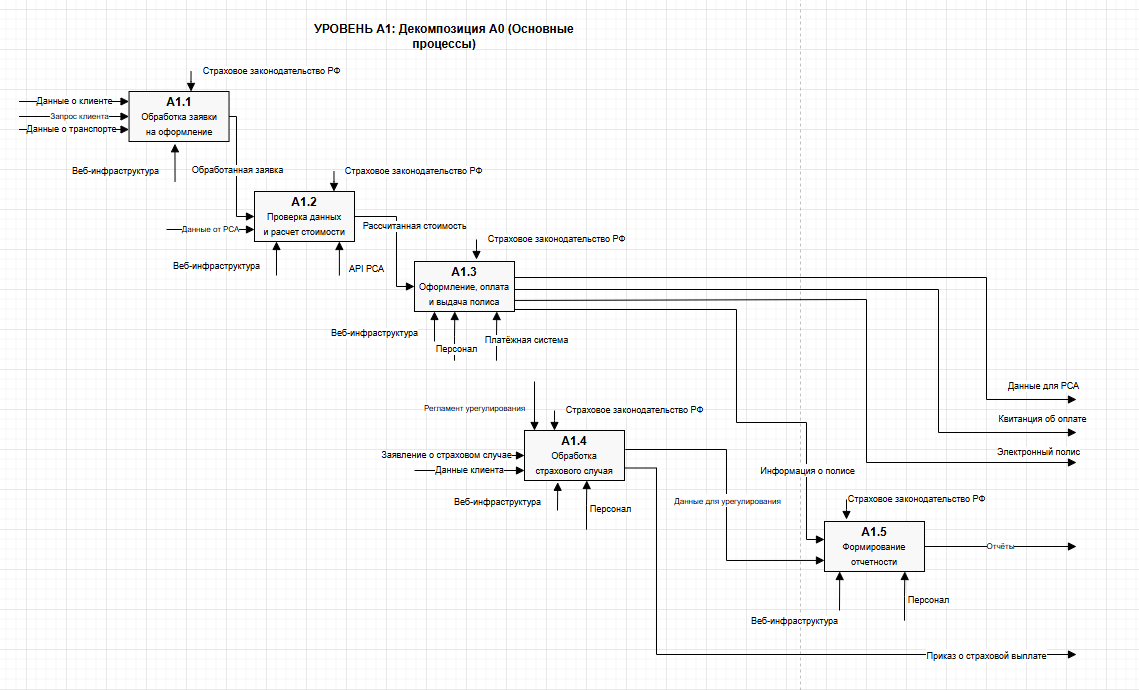 УРОВЕНЬ А1: Декомпозиция А0 (Основные
процессы)
Страховое законодательство РФ
Данные о клиенте
Запрос клиента
Данные о транспорте
А1.1
Обработка заявки
на оформление
Веб-инфраструктура
Обработанная заявка
Страховое законодательство РФ
А1.2
Проверка данных
и расчет стоимости
Данные от РСА
Рассчитанная стоимость
Страховое законодательство РФ
Веб-инфраструктура
API РСА
А1.3
Оформление, оплата
и выдача полиса
Веб-инфраструктура
Персонал
Платёжная система
Данные для РСА
Квитанция об оплате
Электронный полис
Регламент урегулирования
Страховое законодательство РФ
А1.4
Обработка
страхового случая
Заявление о страховом случае
Данные клиента
Веб-инфраструктура
Персонал
Информация о полисе
Данные для урегулирования
Страховое законодательство РФ
А1.5
Формирование
отчетности
Отчёты
Веб-инфраструктура
Персонал
Приказ о страховой выплате